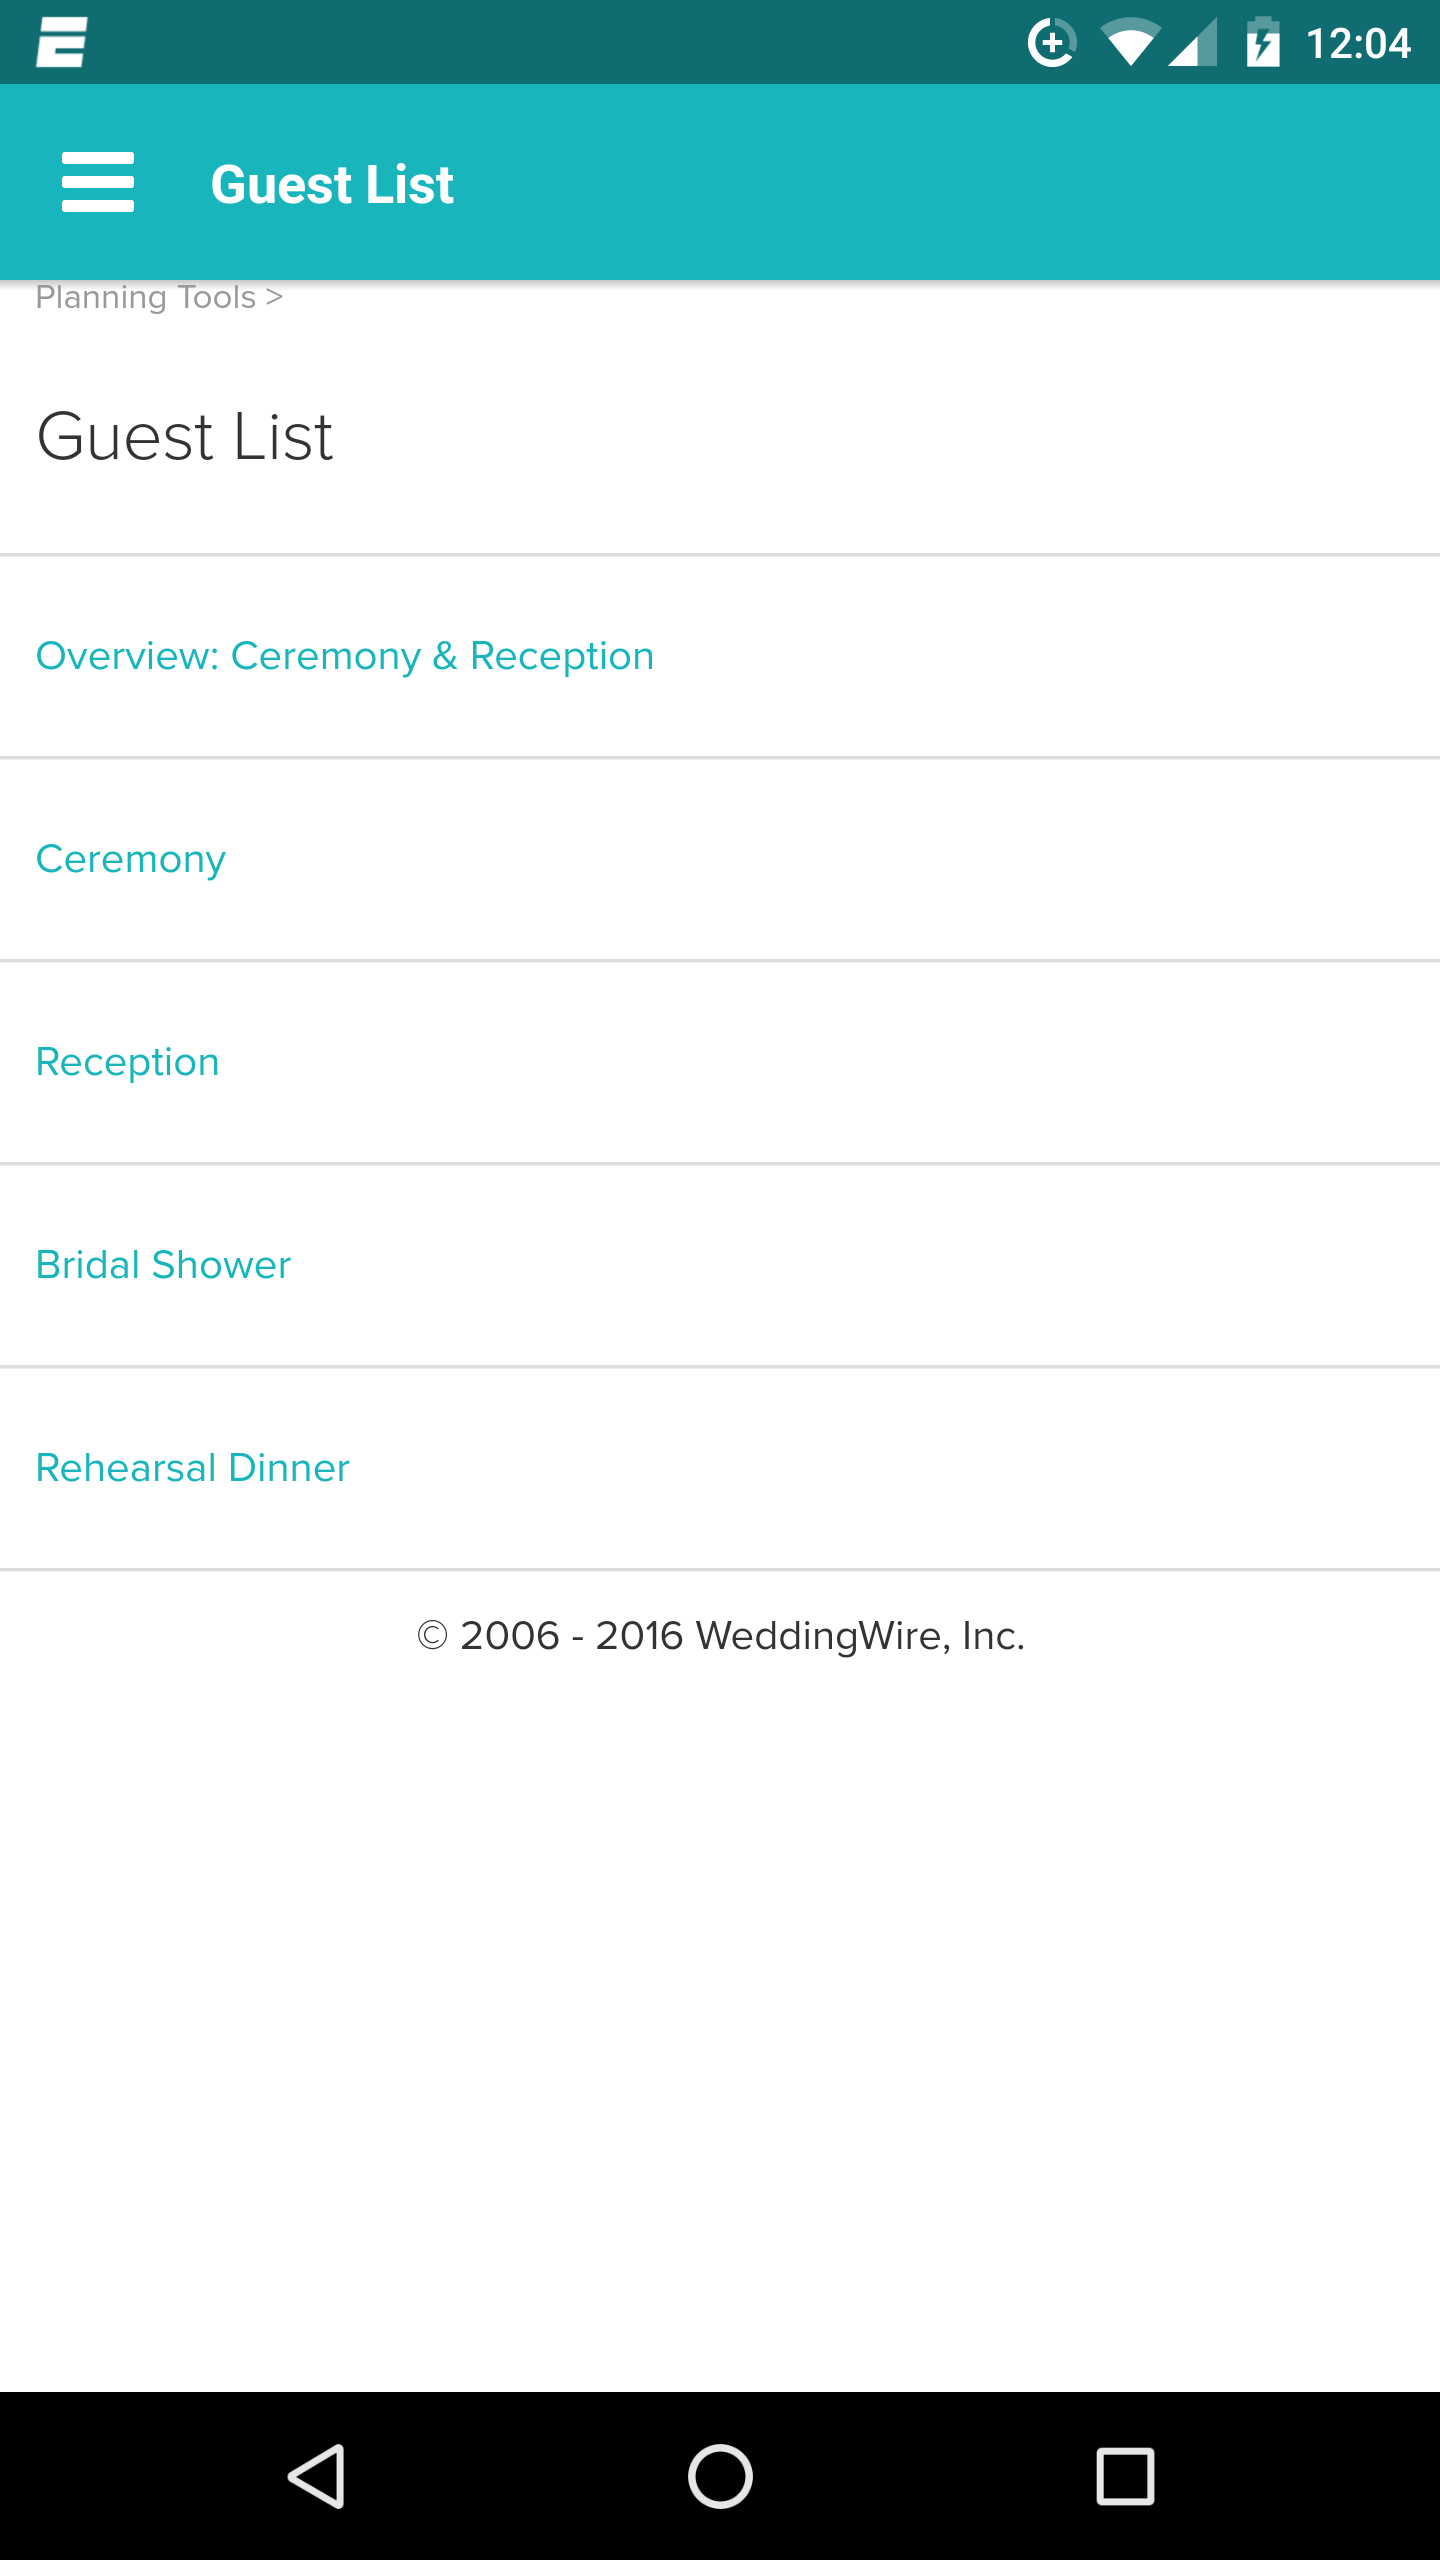 12:04
Guest List
Planning Tools >
Guest List
Overview: Ceremony & Reception
Ceremony
Reception
Bridal Shower
Rehearsal Dinner
© 2006 - 2016 WeddingWire, Inc.